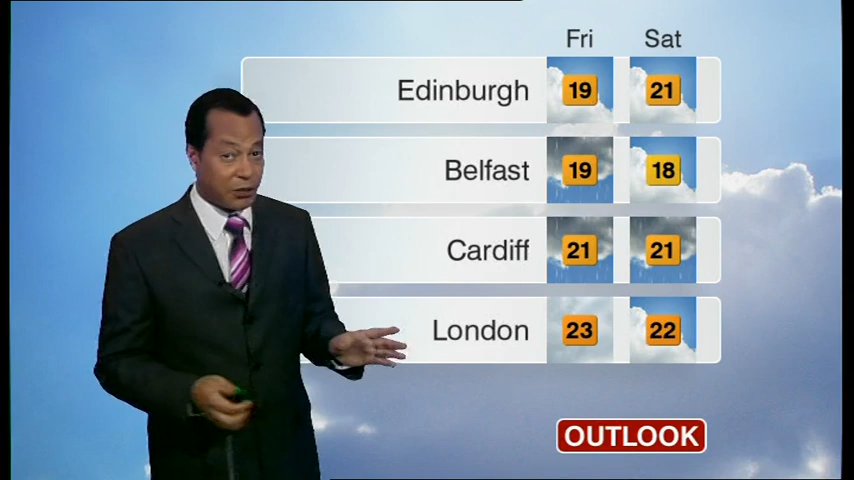 Fri Sat
Edinburgh 19 21
Belfast 19 18
Cardiff 21 21
London 23 22
OUTLOOK